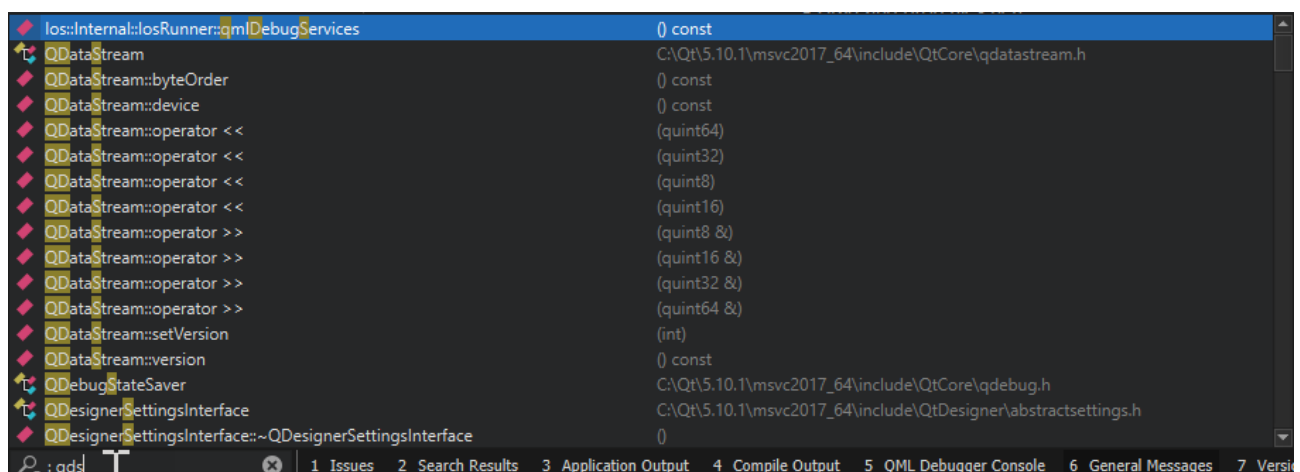 Ios::Internal::IosRunner::qmlDebugServices () const
QDataStream C:\Qt\5.10.1\msvc2017_64\include\QtCore\qdatastream.h
QDataStream::byteOrder () const
QDataStream::device () const
QDataStream::operator << (quint64)
QDataStream::operator << (quint32)
QDataStream::operator << (quint8)
QDataStream::operator << (quint16)
QDataStream::operator >> (quint8 &)
QDataStream::operator >> (quint16 &)
QDataStream::operator >> (quint32 &)
QDataStream::operator >> (quint64 &)
QDataStream::setVersion (int)
QDataStream::version () const
QDebugStateSaver C:\Qt\5.10.1\msvc2017_64\include\QtCore\qdebug.h
QDesignerSettingsInterface C:\Qt\5.10.1\msvc2017_64\include\QtDesigner\abstractsettings.h
QDesignerSettingsInterface::~QDesignerSettingsInterface ()
: qds 1 Issues 2 Search Results 3 Application Output 4 Compile Output 5 QML Debugger Console 6 General Messages 7 Versi